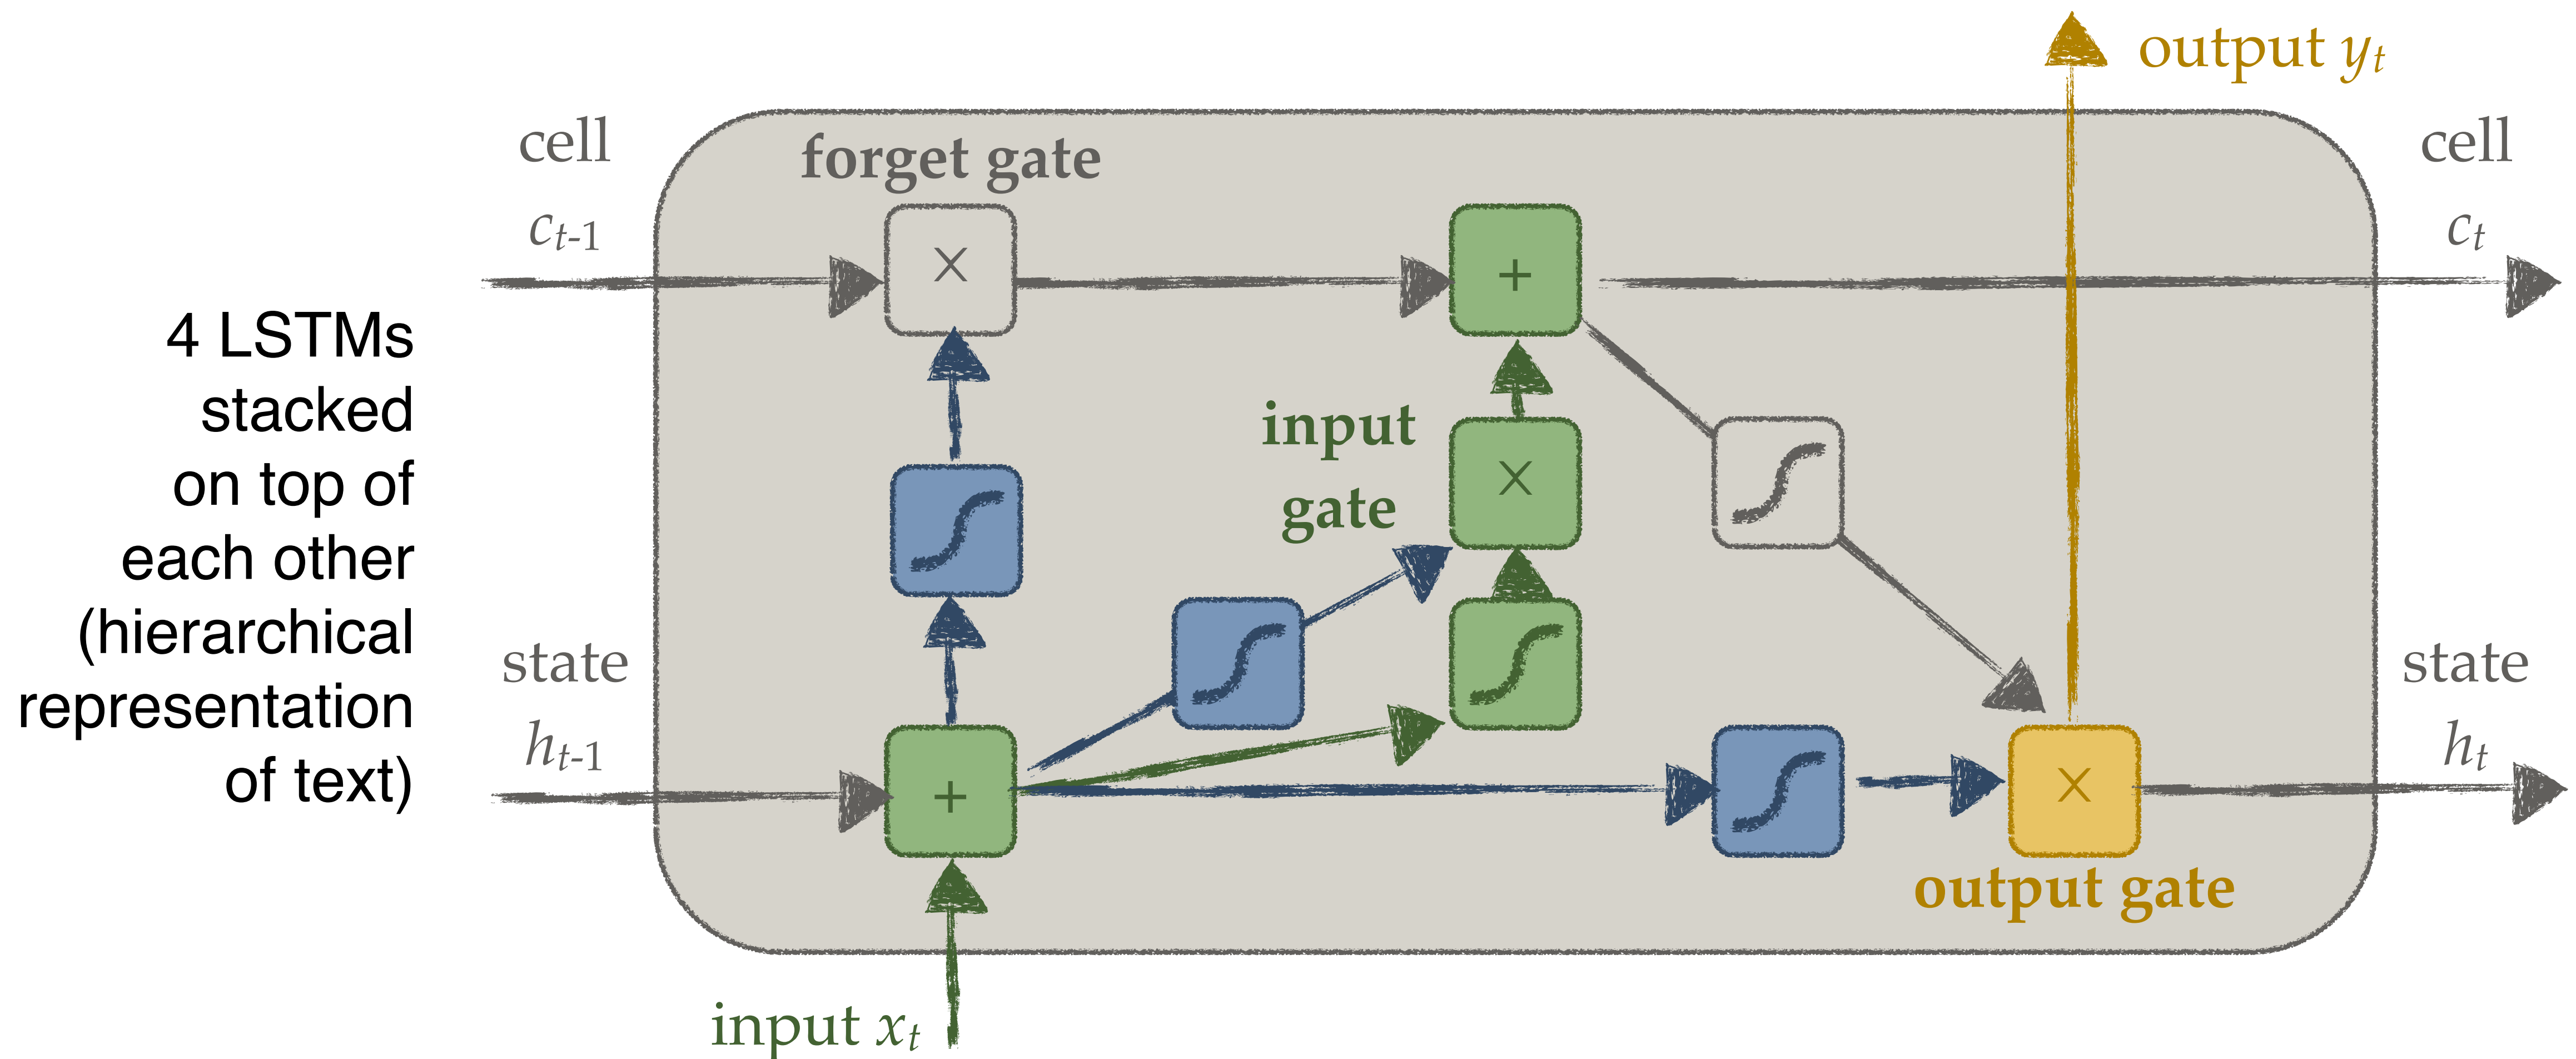 output yt
cell
ct-1
forget gate
×
+
cell
ct
4 LSTMs
stacked
on top of
each other
(hierarchical
representation
of text)
input
gate
×
state
ht-1
+
×
state
ht
output gate
input xt